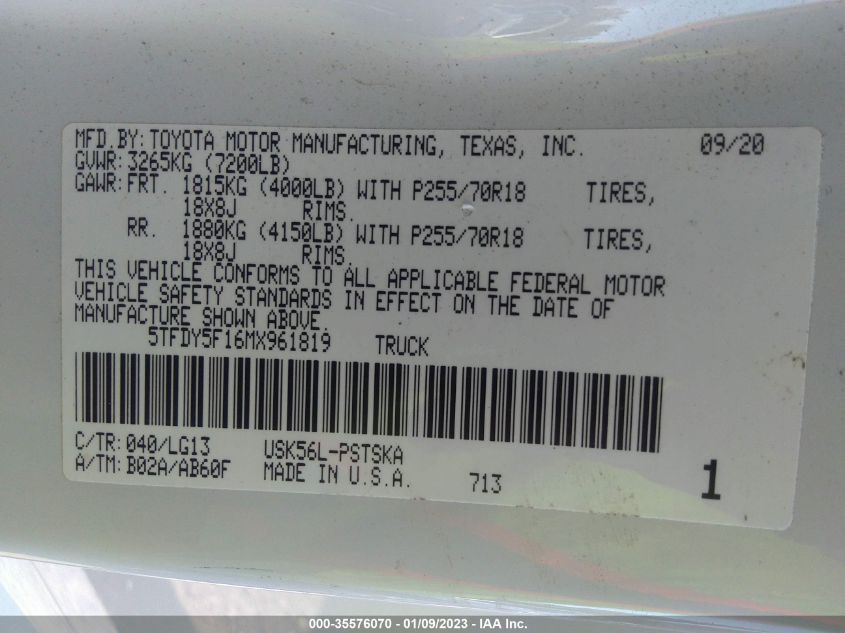 MFD.BY:TOYOTA MOTOR MANUFACTURING, TEXAS, INC. 09/20
GVWR:3265KG (7200LB)
GAWR:FRT. 1815KG (4000LB) WITH P255/70R18 TIRES,
18X8J RIMS.
RR. 1880KG (4150LB) WITH P255/70R18 TIRES,
18X8J RIMS.
THIS VEHICLE CONFORMS TO ALL APPLICABLE FEDERAL MOTOR
VEHICLE SAFETY STANDARDS IN EFFECT ON THE DATE OF
MANUFACTURE SHOWN ABOVE.
5TFDY5F16MX961819 TRUCK
C/TR:040/LG13 USK56L-PSTSKA
A/TM:B02A/AB60F MADE IN U.S.A. 713 1
000-35576070 - 01/09/2023 - IAA Inc.